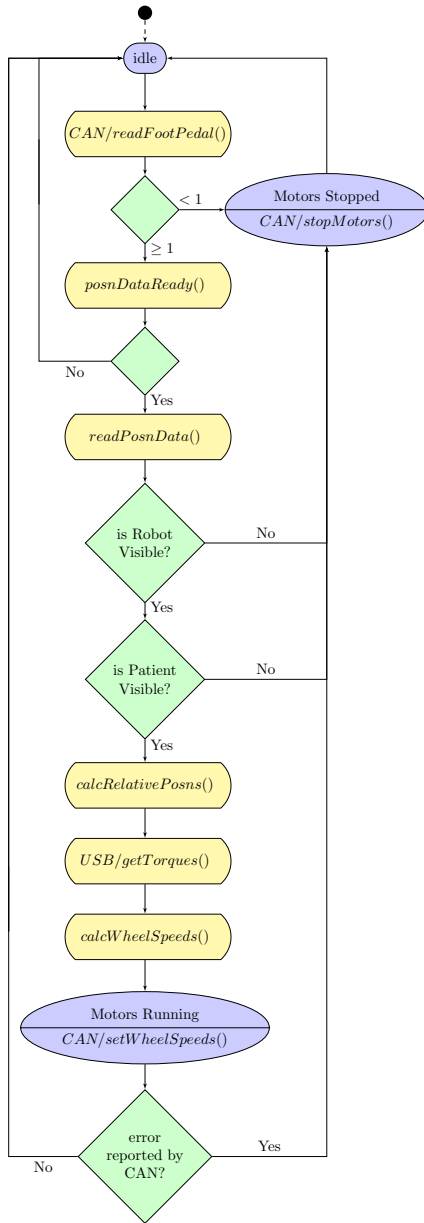 idle
CAN/readFootPedal()
< 1
Motors Stopped
CAN/stopMotors()
≥ 1
posnDataReady()
No
Yes
readPosnData()
is Robot
Visible?
No
Yes
is Patient
Visible?
No
Yes
calcRelativePosns()
USB/getTorques()
calcWheelSpeeds()
Motors Running
CAN/setWheelSpeeds()
error
reported by
CAN?
No
Yes